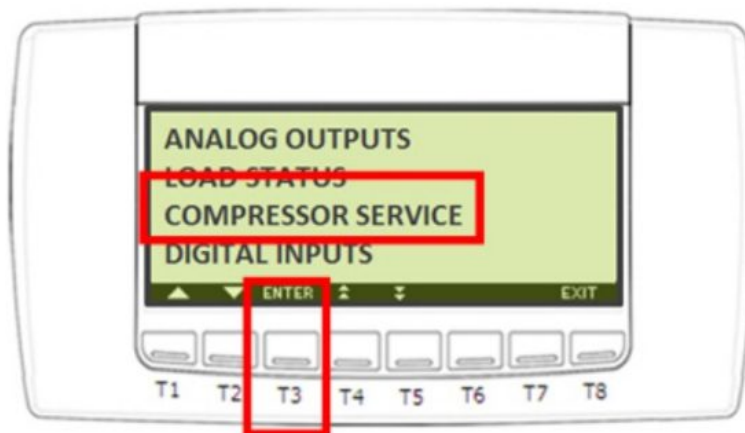 ANALOG OUTPUTS
LOAD STATUS
COMPRESSOR SERVICE
DIGITAL INPUTS
ENTER EXIT
T1 T2 T3 T4 T5 T6 T7 T8